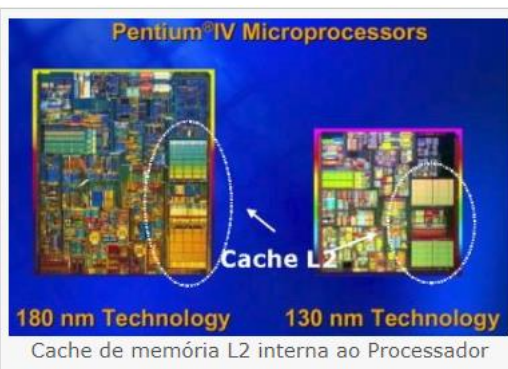 Pentium®IV Microprocessors
Cache L2
180 nm Technology
130 nm Technology
Cache de memória L2 interna ao Processador